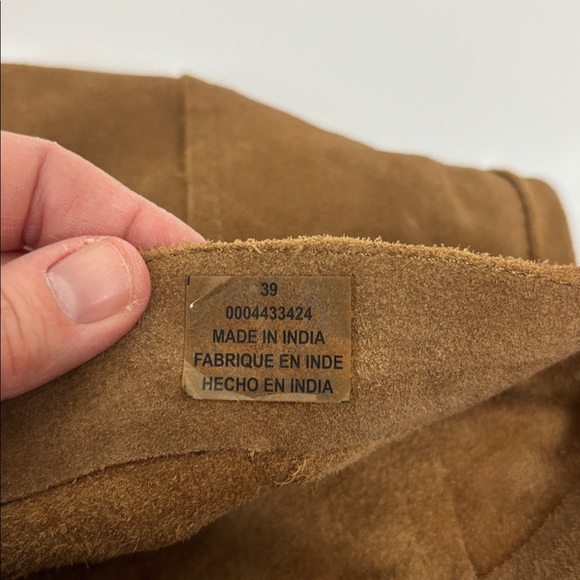 39
0004433424
MADE IN INDIA
FABRIQUE EN INDE
HECHO EN INDIA